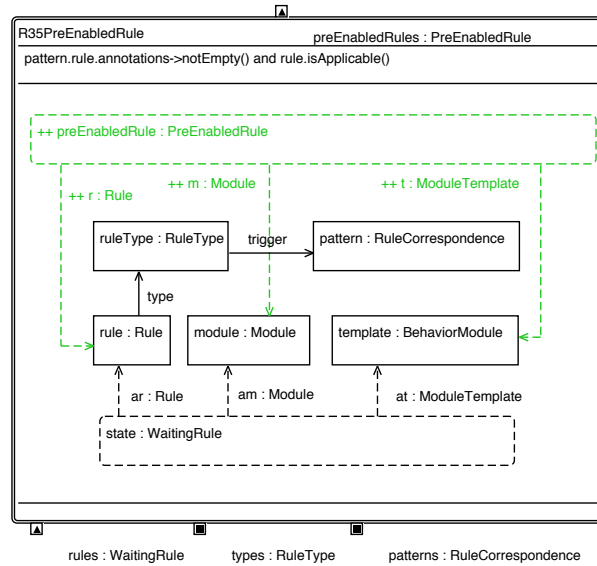 R35PreEnabledRule
preEnabledRules : PreEnabledRule
pattern.rule.annotations->notEmpty() and rule.isApplicable()
++ preEnabledRule : PreEnabledRule
++ r : Rule
++ m : Module
++ t : ModuleTemplate
ruleType : RuleType
trigger
pattern : RuleCorrespondence
type
rule : Rule
module : Module
template : BehaviorModule
ar : Rule
am : Module
at : ModuleTemplate
state : WaitingRule
rules : WaitingRule
types : RuleType
patterns : RuleCorrespondence